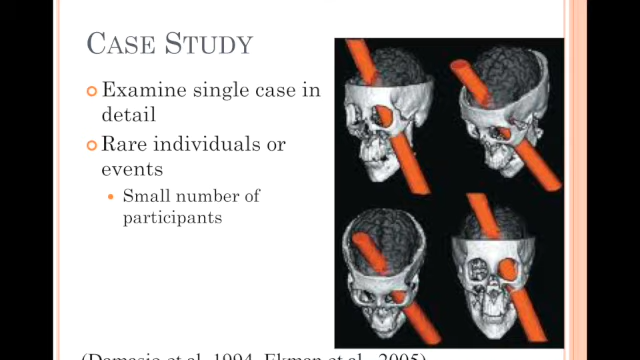 CASE STUDY
Examine single case in
detail
Rare individuals or
events
Small number of
participants
(Damasio et al, 1994, Ekman et al., 2005)